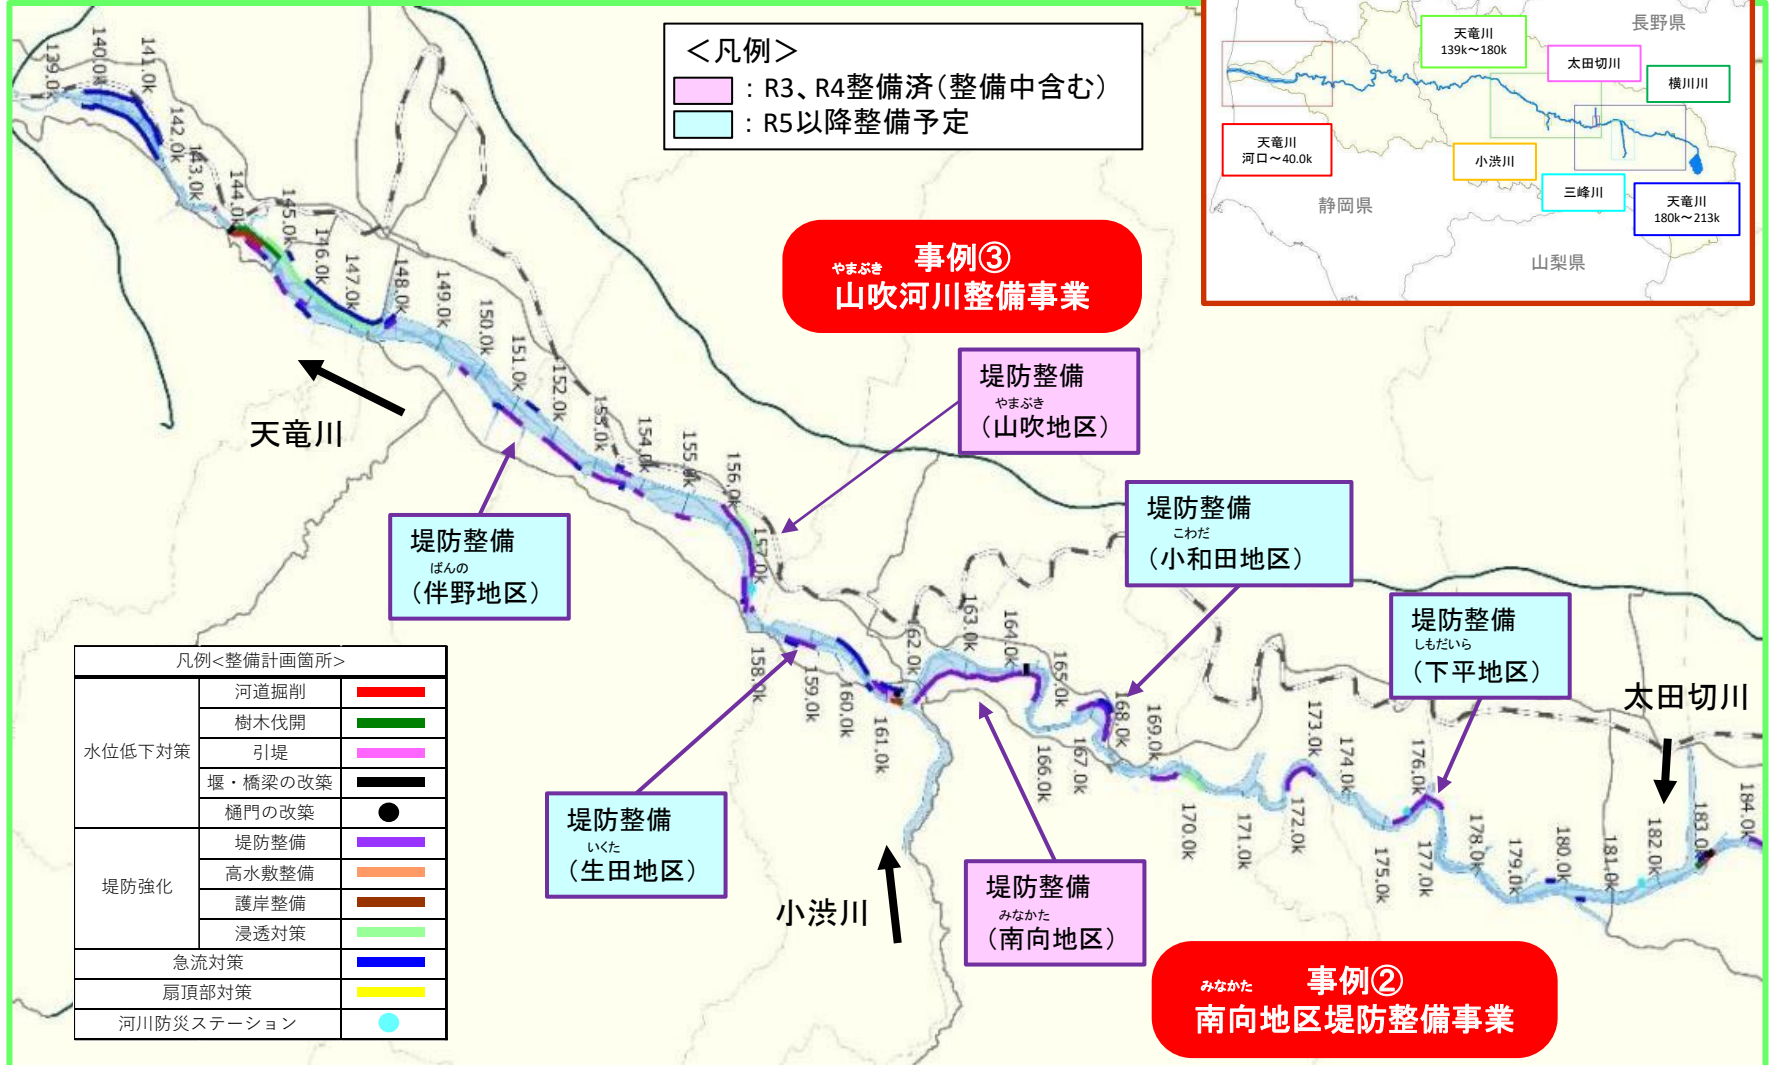 <凡例>
：R3、R4整備済(整備中含む)
：R5以降整備予定
長野県
天竜川
139k～180k
太田切川
横川川
天竜川
河口～40.0k
小渋川
三峰川
天竜川
180k～213k
静岡県
山梨県
事例③
やまぶき
山吹河川整備事業
堤防整備
やまぶき
(山吹地区)
天竜川
堤防整備
ばんの
(伴野地区)
堤防整備
こわだ
(小和田地区)
堤防整備
しもだいら
(下平地区)
太田切川
堤防整備
いくた
(生田地区)
小渋川
堤防整備
みなかた
(南向地区)
事例②
みなかた
南向地区堤防整備事業
139.0k
140.0k
141.0k
142.0k
143.0k
144.0k
145.0k
146.0k
147.0k
148.0k
149.0k
150.0k
151.0k
152.0k
155.0k
154.0k
155.0k
156.0k
157.0k
158.0k
159.0k
160.0k
161.0k
162.0k
163.0k
164.0k
165.0k
166.0k
167.0k
168.0k
169.0k
170.0k
171.0k
172.0k
173.0k
174.0k
175.0k
176.0k
177.0k
178.0k
179.0k
180.0k
181.0k
182.0k
183.0k
184.0k
凡例<整備計画箇所>
水位低下対策
河道掘削
樹木伐開
引堤
堰・橋梁の改築
樋門の改築
堤防強化
堤防整備
高水敷整備
護岸整備
浸透対策
急流対策
扇頂部対策
河川防災ステーション